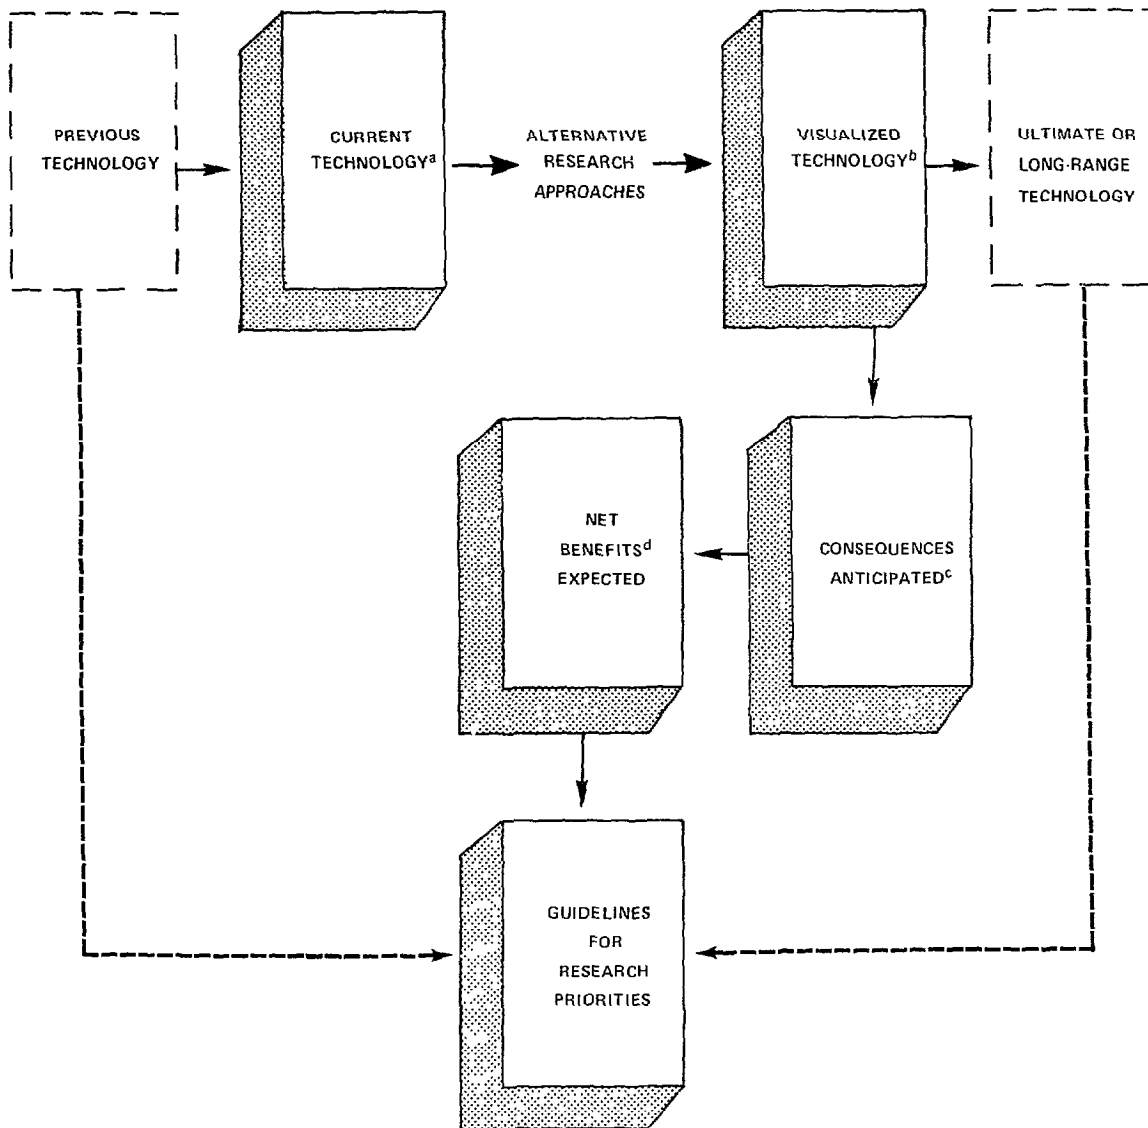 PREVIOUS
TECHNOLOGY
CURRENT
TECHNOLOGYᵃ
ALTERNATIVE
RESEARCH
APPROACHES
VISUALIZED
TECHNOLOGYᵇ
ULTIMATE OR
LONG-RANGE
TECHNOLOGY
NET
BENEFITSᵈ
EXPECTED
CONSEQUENCES
ANTICIPATEDᶜ
GUIDELINES
FOR
RESEARCH
PRIORITIES